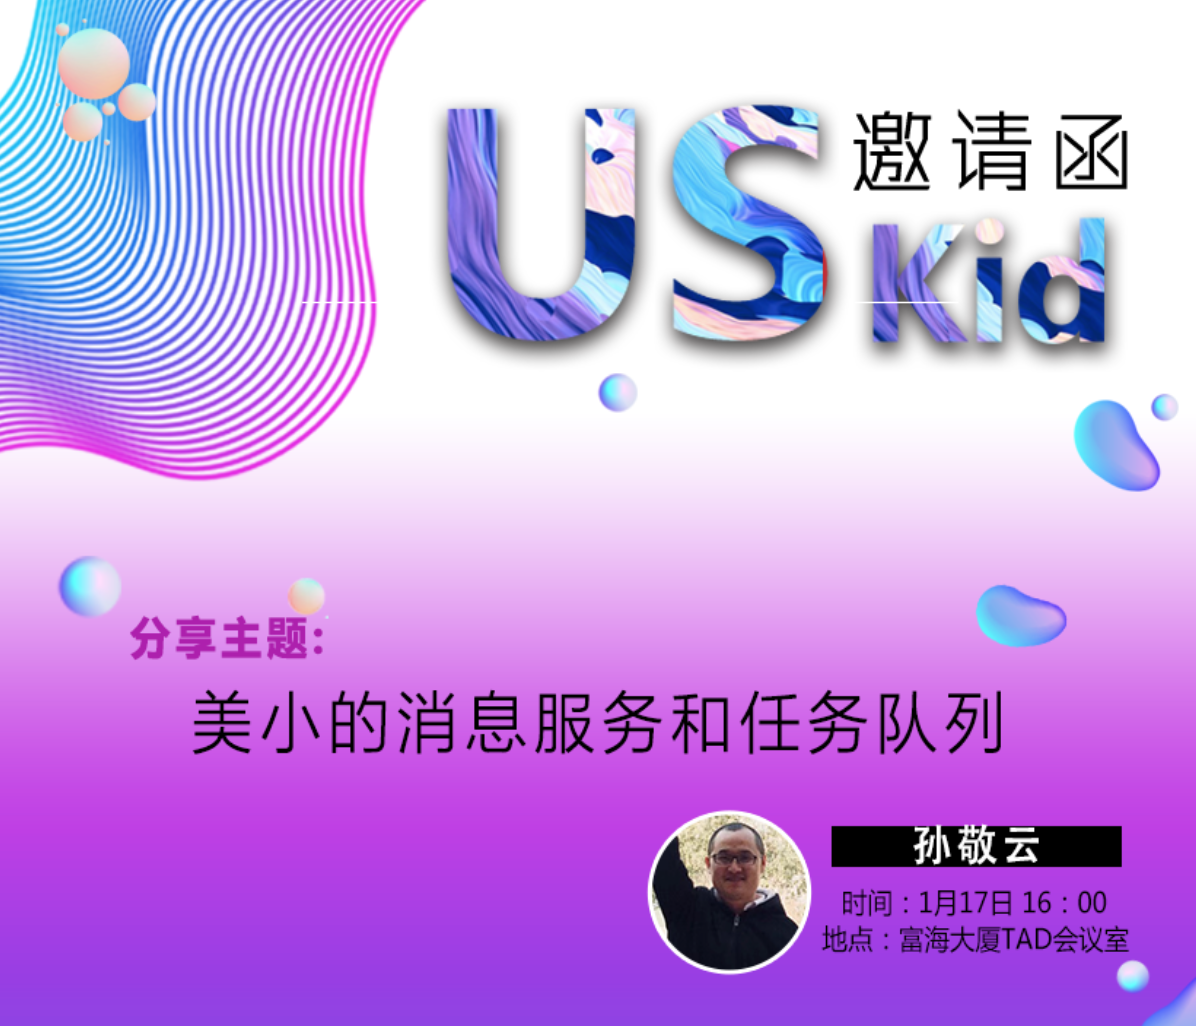 US
邀请函
Kid
分享主题:
美小的消息服务和任务队列
孙敬云
时间：1月17日 16：00
地点：富海大厦TAD会议室